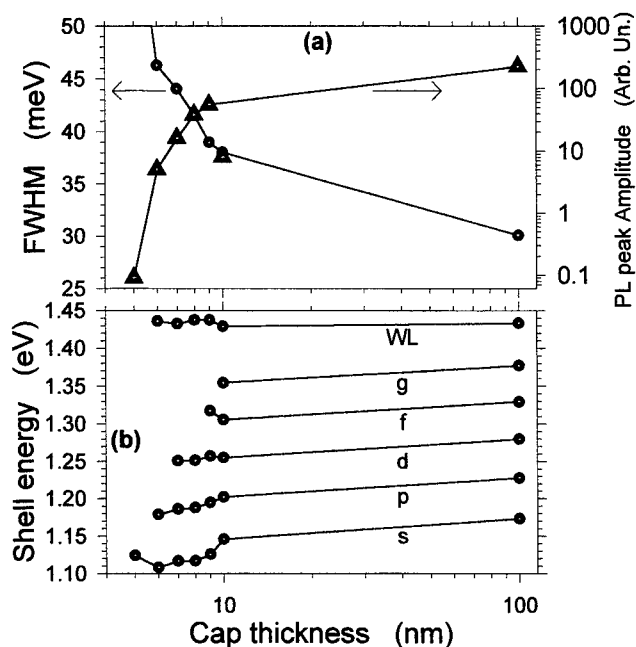 (a)
FWHM (meV)
50
45
40
35
30
25
1000
100
10
1
0.1
PL peak Amplitude (Arb. Un.)
(b)
Shell energy (eV)
1.45
1.40
1.35
1.30
1.25
1.20
1.15
1.10
WL
g
f
d
p
s
10
100
Cap thickness (nm)